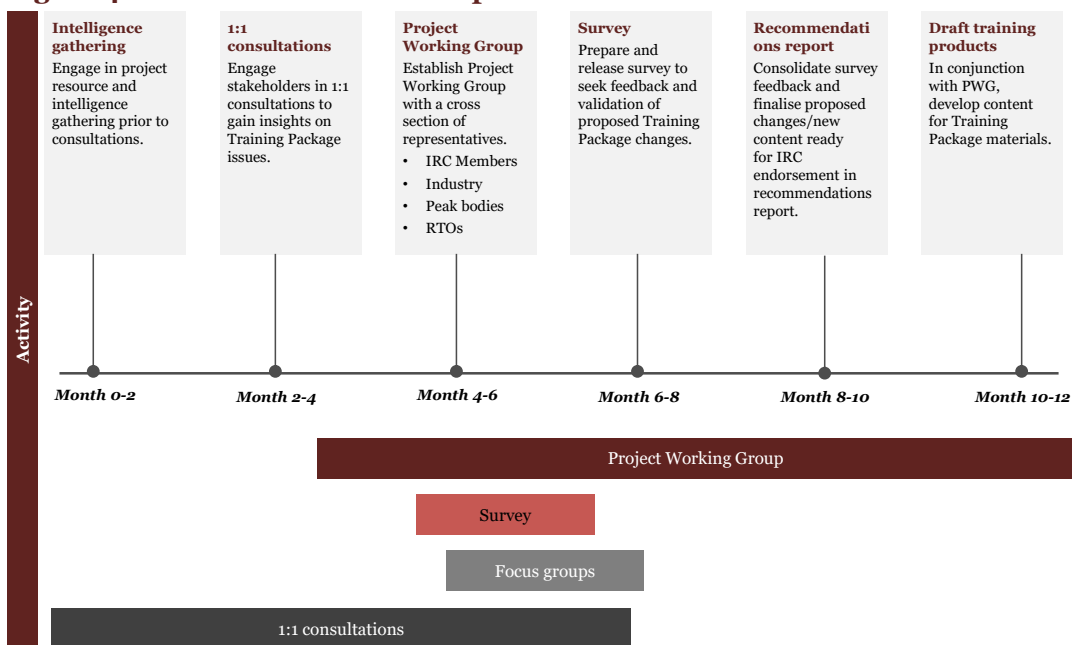 Activity
Intelligence
gathering
Engage in project
resource and
intelligence
gathering prior to
consultations.
1:1
consultations
Engage
stakeholders in 1:1
consultations to
gain insights on
Training Package
issues.
Project
Working Group
Establish Project
Working Group
with a cross
section of
representatives.
• IRC Members
• Industry
• Peak bodies
• RTOs
Survey
Prepare and
release survey to
seek feedback and
validation of
proposed Training
Package changes.
Recommendati
ons report
Consolidate survey
feedback and
finalise proposed
changes/new
content ready
for IRC
endorsement in
recommendations
report.
Draft training
products
In conjunction
with PWG,
develop content
for Training
Package materials.
Month 0-2
Month 2-4
Month 4-6
Month 6-8
Month 8-10
Month 10-12
Project Working Group
Survey
Focus groups
1:1 consultations